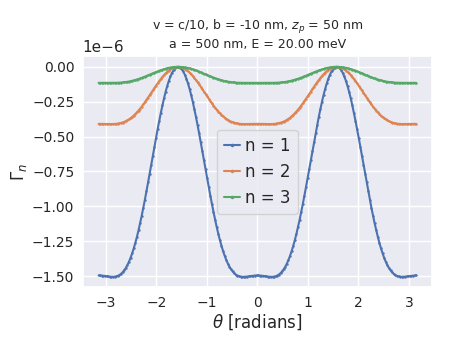 v = c/10, b = -10 nm, z_p = 50 nm
a = 500 nm, E = 20.00 meV
1e−6
0.00
−0.25
−0.50
−0.75
−1.00
−1.25
−1.50
Γ_n
n = 1
n = 2
n = 3
−3 −2 −1 0 1 2 3
θ [radians]